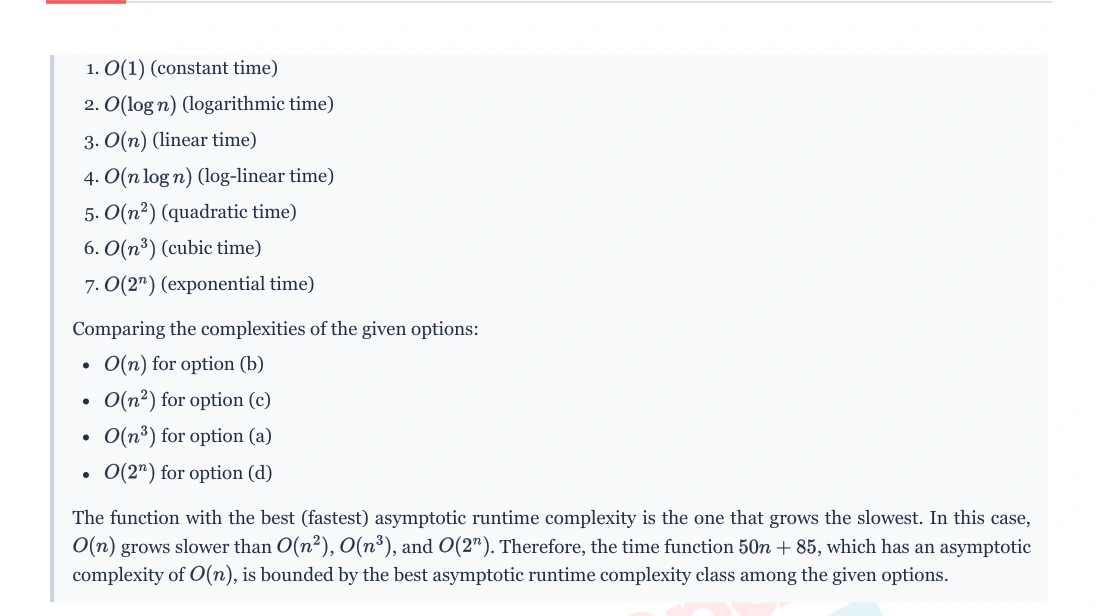 1. O(1) (constant time)
2. O(log n) (logarithmic time)
3. O(n) (linear time)
4. O(n log n) (log-linear time)
5. O(n²) (quadratic time)
6. O(n³) (cubic time)
7. O(2ⁿ) (exponential time)
Comparing the complexities of the given options:
• O(n) for option (b)
• O(n²) for option (c)
• O(n³) for option (a)
• O(2ⁿ) for option (d)
The function with the best (fastest) asymptotic runtime complexity is the one that grows the slowest. In this case,
O(n) grows slower than O(n²), O(n³), and O(2ⁿ). Therefore, the time function 50n + 85, which has an asymptotic
complexity of O(n), is bounded by the best asymptotic runtime complexity class among the given options.